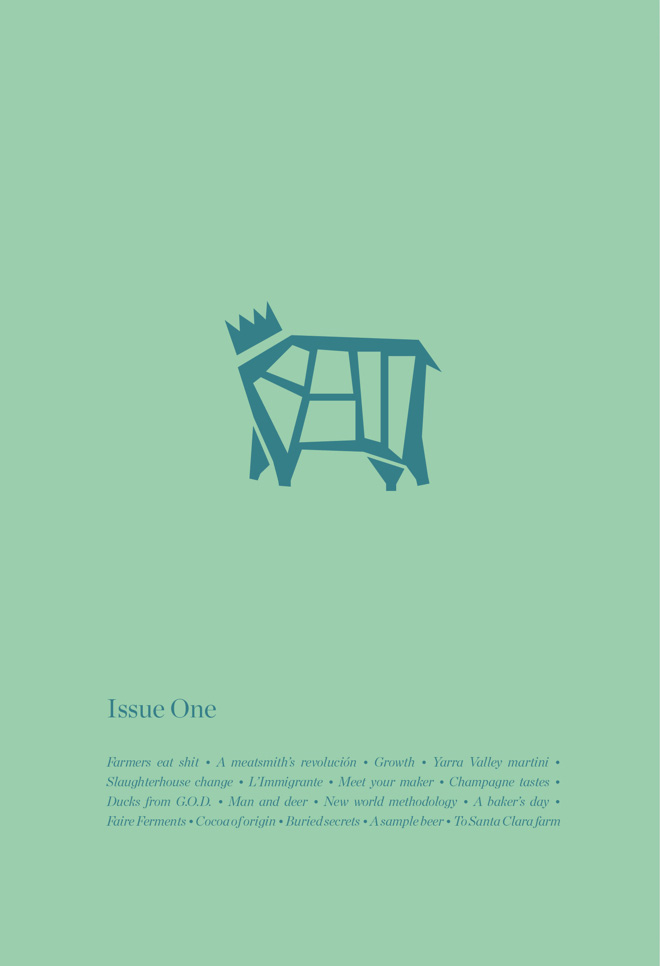 Issue One
Farmers eat shit • A meatsmith’s revolución • Growth • Yarra Valley martini •
Slaughterhouse change • L’Immigrante • Meet your maker • Champagne tastes •
Ducks from G.O.D. • Man and deer • New world methodology • A baker’s day •
Faire Ferments • Cocoa of origin • Buried secrets • A sample beer • To Santa Clara farm